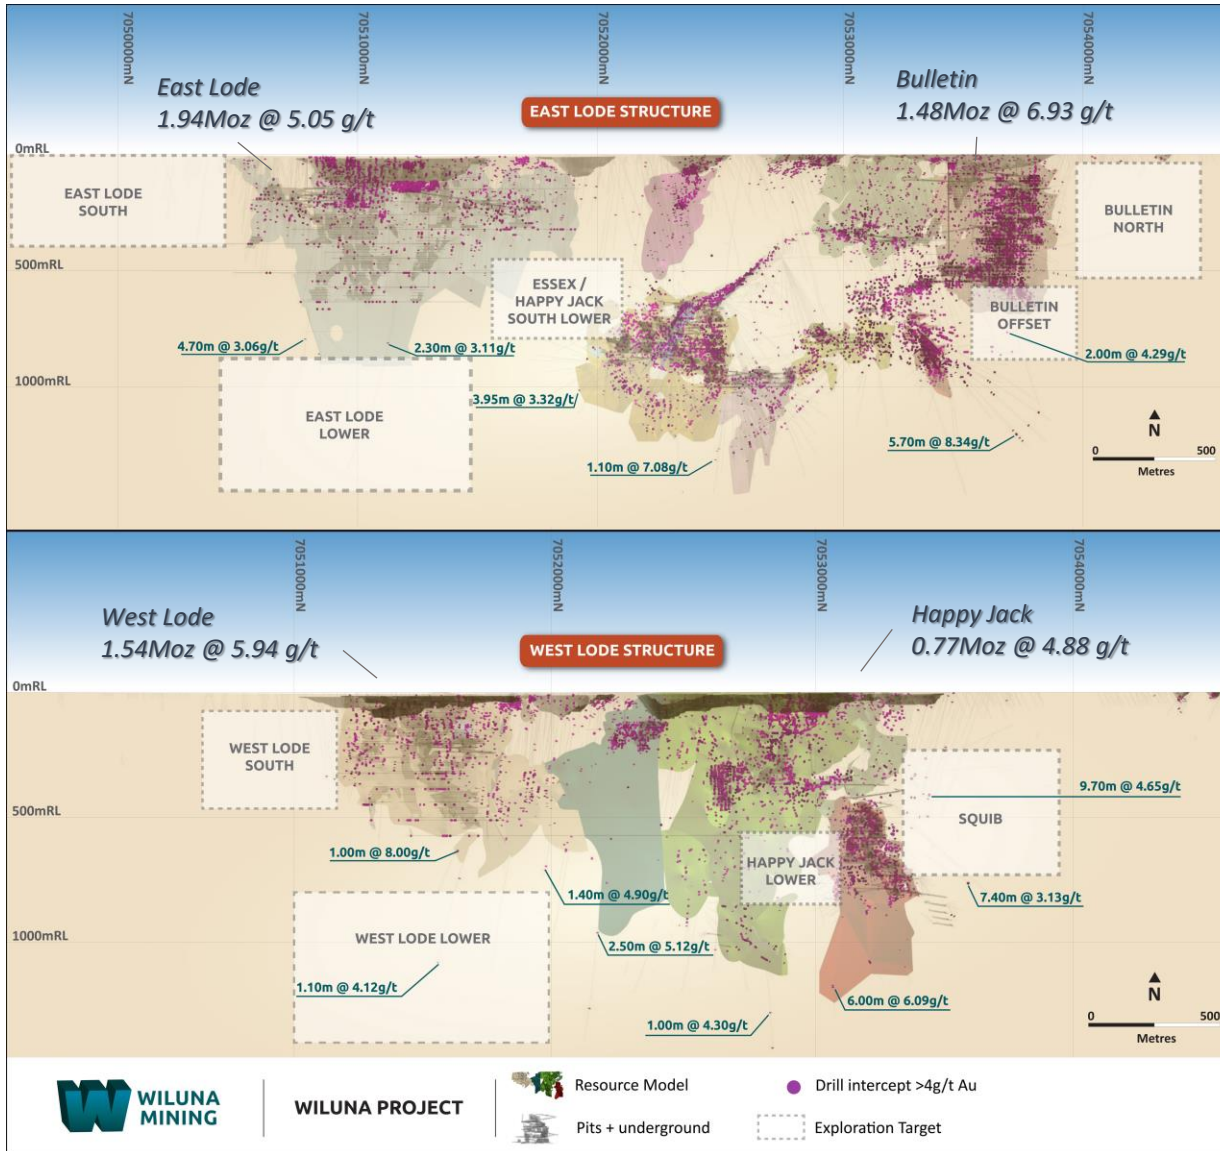 7050000mN
7051000mN
7052000mN
7053000mN
7054000mN
East Lode
1.94Moz @ 5.05 g/t
EAST LODE STRUCTURE
Bulletin
1.48Moz @ 6.93 g/t
0mRL
EAST LODE
SOUTH
BULLETIN
NORTH
500mRL
ESSEX /
HAPPY JACK
SOUTH LOWER
BULLETIN
OFFSET
4.70m @ 3.06g/t
2.30m @ 3.11g/t
2.00m @ 4.29g/t
1000mRL
3.95m @ 3.32g/t
EAST LODE
LOWER
5.70m @ 8.34g/t
1.10m @ 7.08g/t
N
0 500
Metres
7051000mN
7052000mN
7053000mN
7054000mN
West Lode
1.54Moz @ 5.94 g/t
WEST LODE STRUCTURE
Happy Jack
0.77Moz @ 4.88 g/t
0mRL
WEST LODE
SOUTH
9.70m @ 4.65g/t
500mRL
SQUIB
1.00m @ 8.00g/t
HAPPY JACK
LOWER
1.40m @ 4.90g/t
7.40m @ 3.13g/t
1000mRL
WEST LODE LOWER
2.50m @ 5.12g/t
1.10m @ 4.12g/t
6.00m @ 6.09g/t
1.00m @ 4.30g/t
N
0 500
Metres
WILUNA
MINING
WILUNA PROJECT
Resource Model
Drill intercept >4g/t Au
Pits + underground
Exploration Target